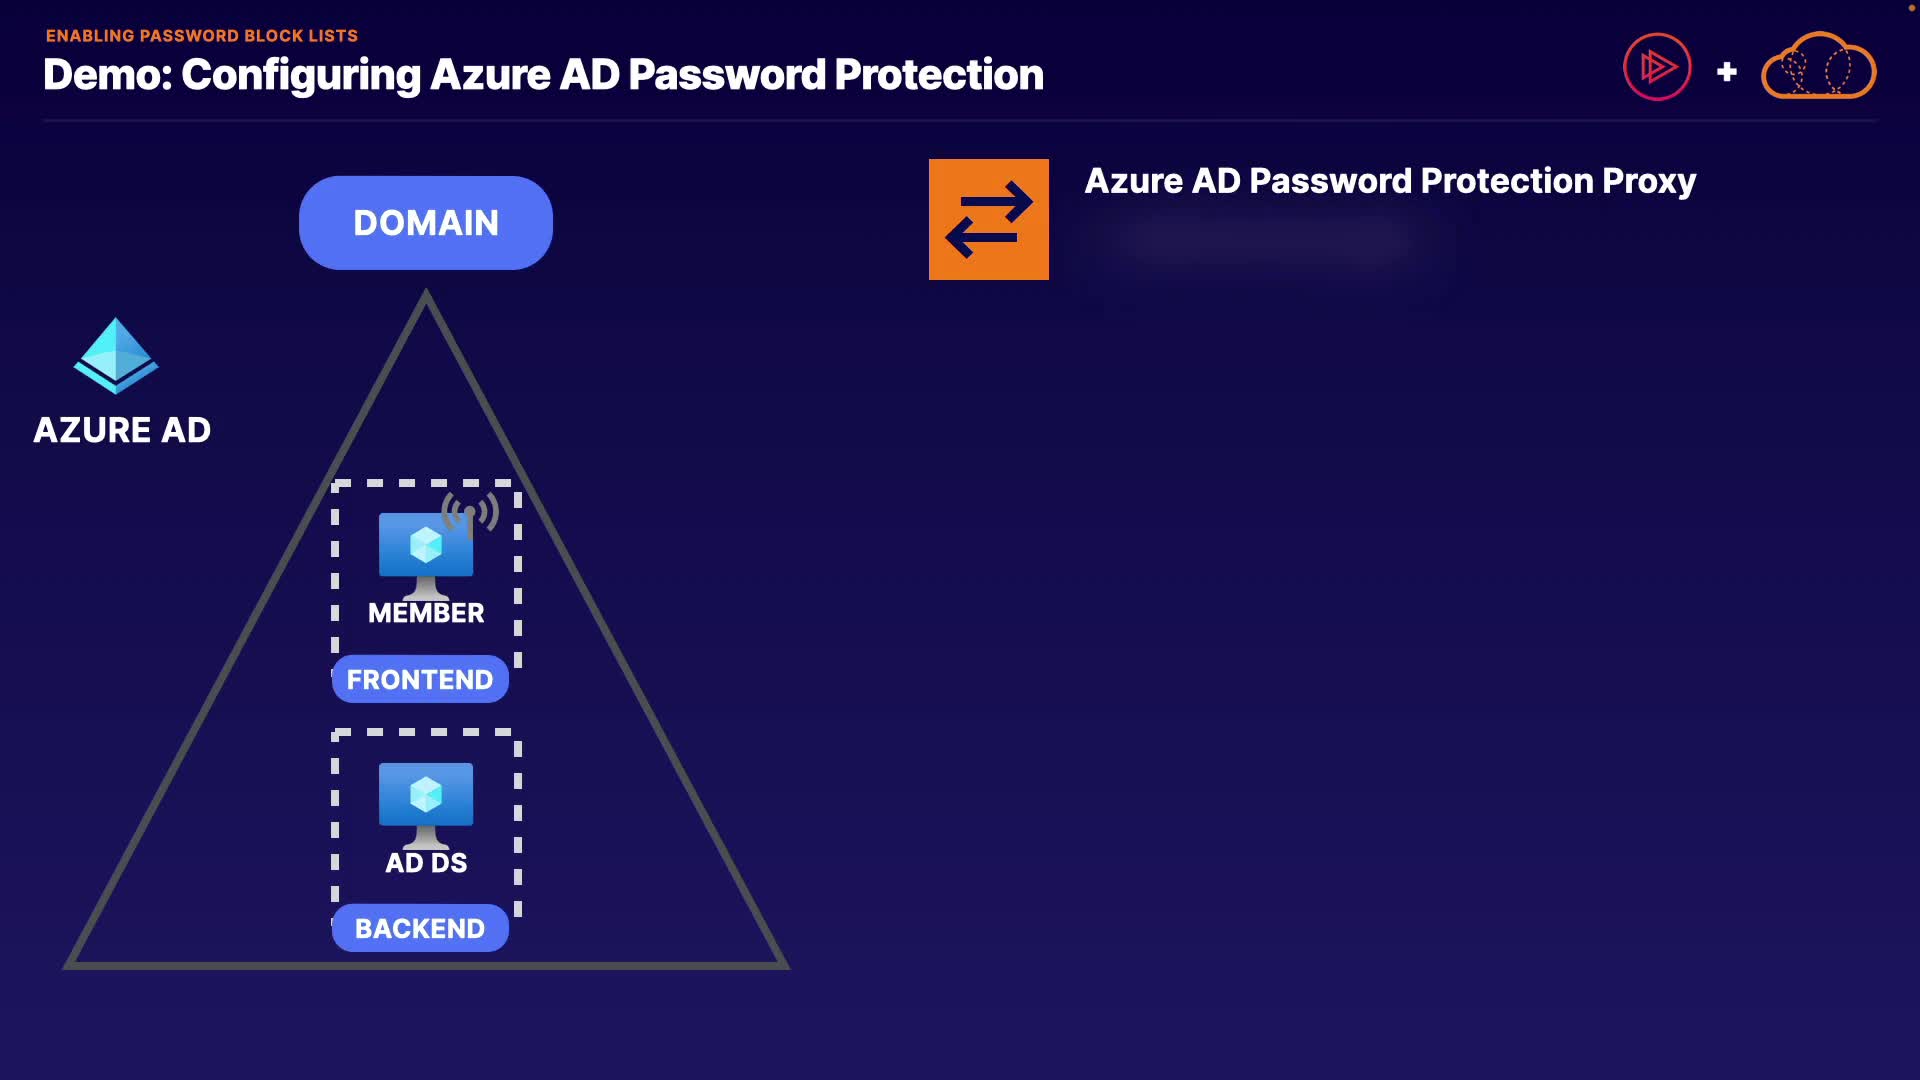 ENABLING PASSWORD BLOCK LISTS
Demo: Configuring Azure AD Password Protection
DOMAIN
Azure AD Password Protection Proxy
AZURE AD
MEMBER
FRONTEND
AD DS
BACKEND